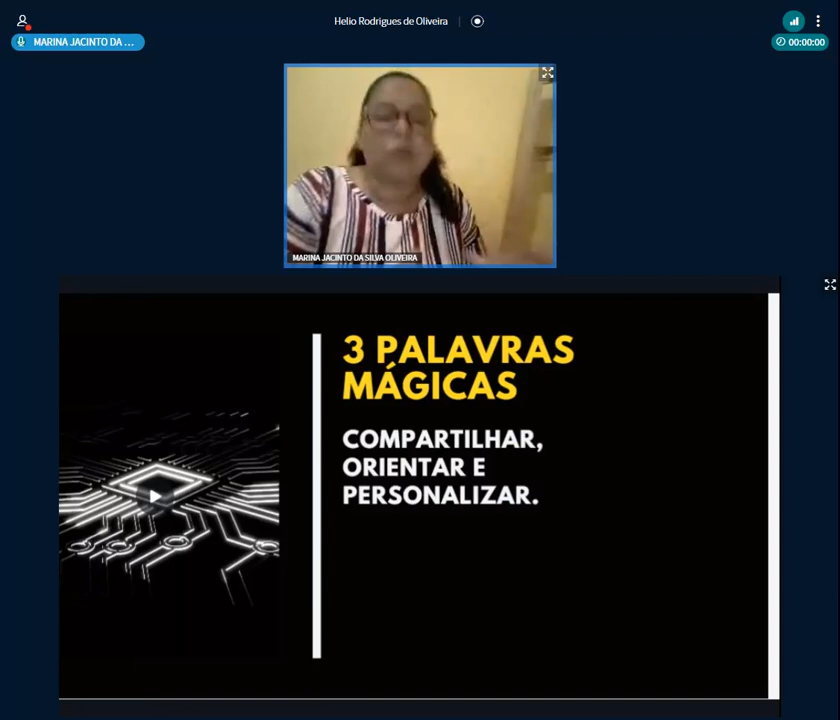 Helio Rodrigues de Oliveira
MARINA JACINTO DA ...
00:00:00
MARINA JACINTO DA SILVA OLIVEIRA
3 PALAVRAS
MÁGICAS
COMPARTILHAR,
ORIENTAR E
PERSONALIZAR.